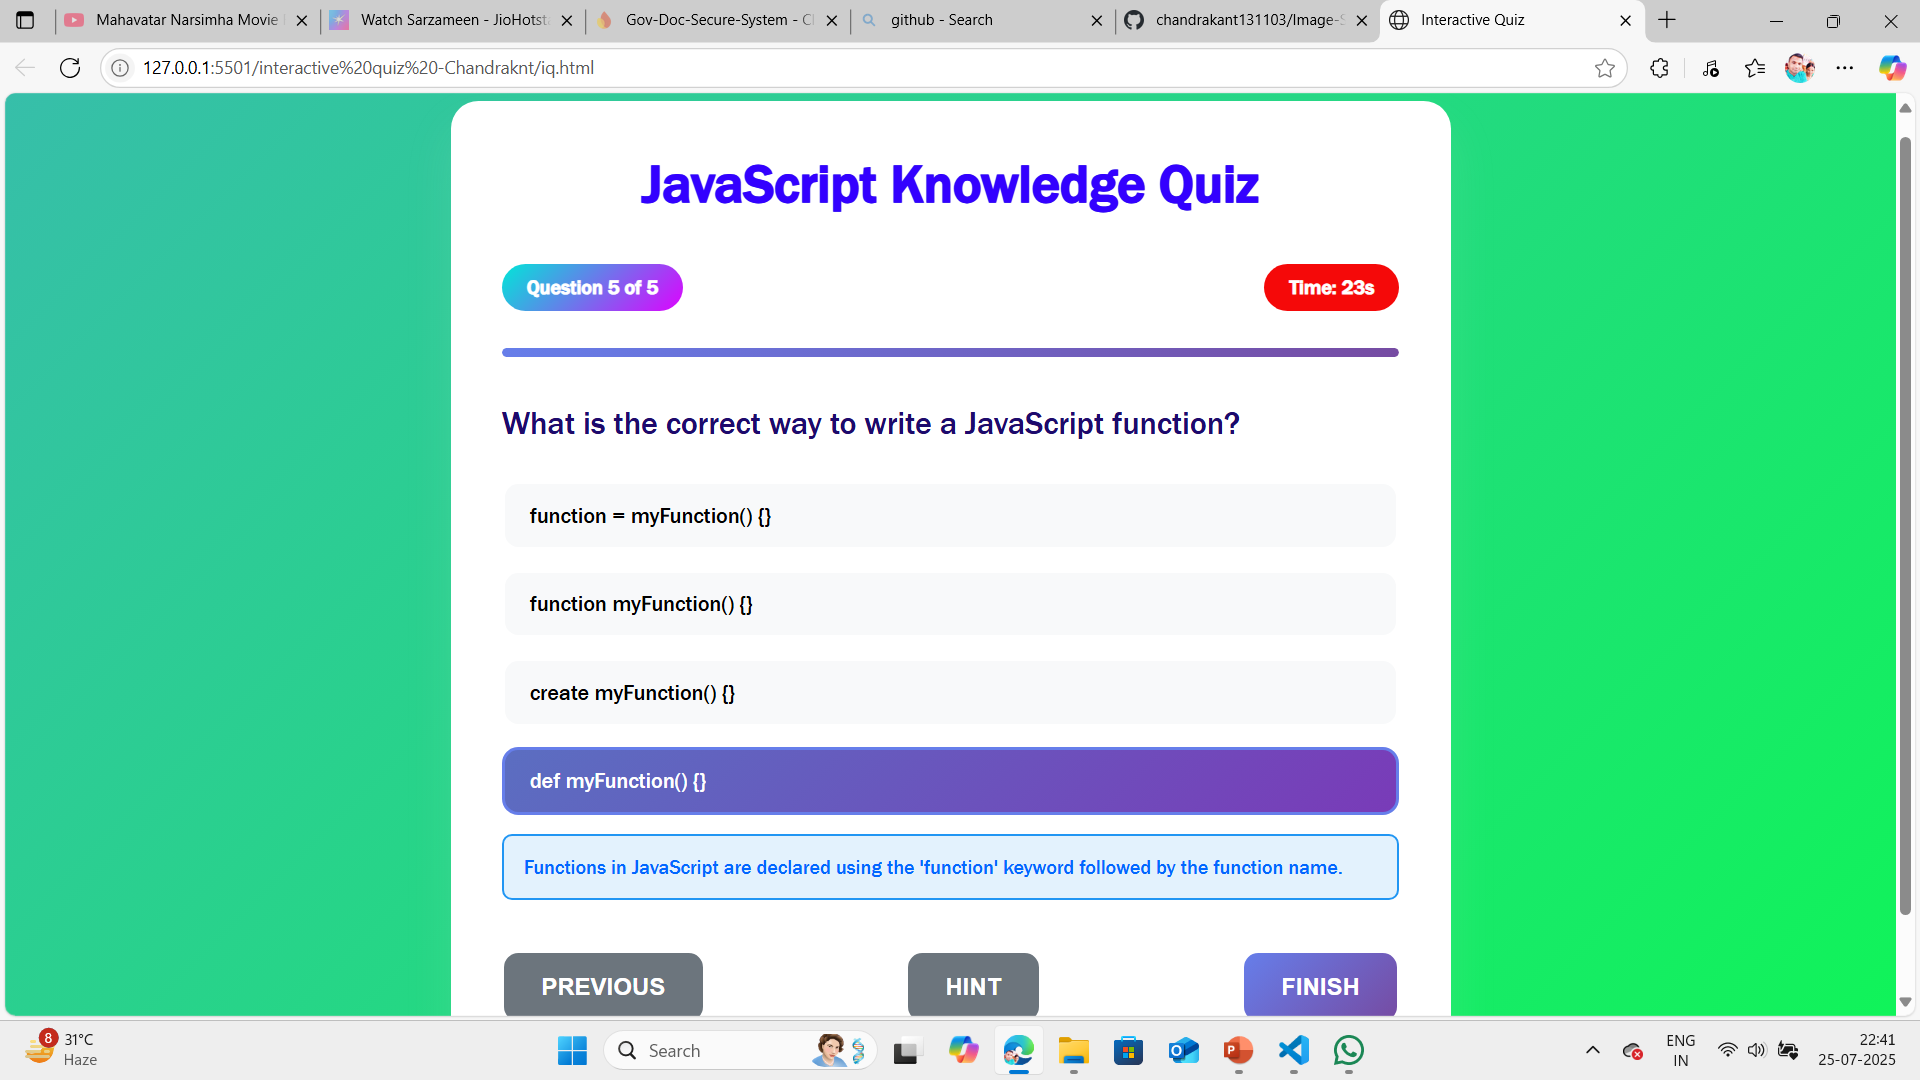 Mahavatar Narsimha Movie
Watch Sarzameen - JioHotsta
Gov-Doc-Secure-System - Cl
github - Search
chandrakant131103/Image-S
Interactive Quiz
127.0.0.1:5501/interactive%20quiz%20-Chandraknt/iq.html
JavaScript Knowledge Quiz
Question 5 of 5
Time: 23s
What is the correct way to write a JavaScript function?
function = myFunction() {}
function myFunction() {}
create myFunction() {}
def myFunction() {}
Functions in JavaScript are declared using the 'function' keyword followed by the function name.
PREVIOUS
HINT
FINISH
8
31°C
Haze
Search
ENG
IN
22:41
25-07-2025